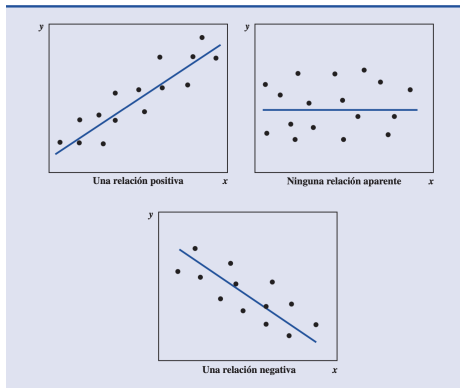 y
y
Una relación positiva x
Ninguna relación aparente x
y
Una relación negativa x